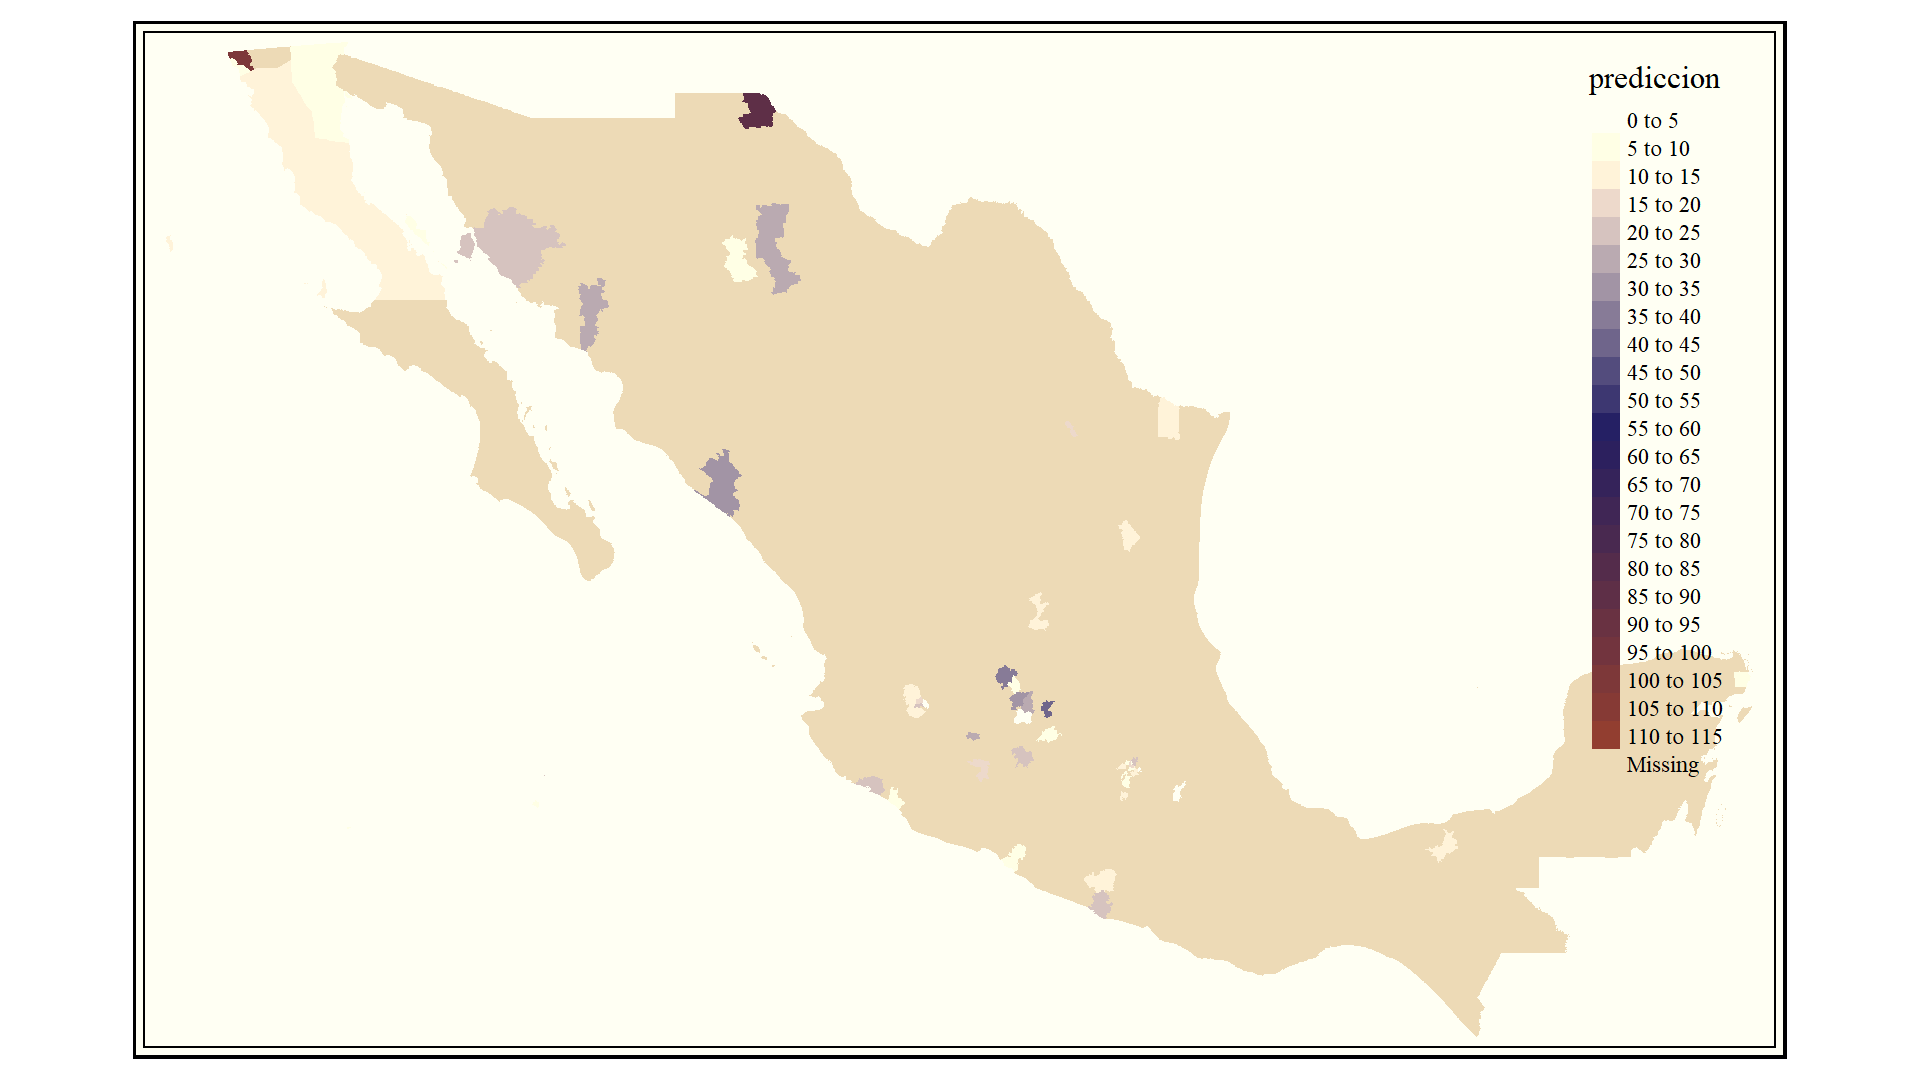 prediccion
0 to 5
5 to 10
10 to 15
15 to 20
20 to 25
25 to 30
30 to 35
35 to 40
40 to 45
45 to 50
50 to 55
55 to 60
60 to 65
65 to 70
70 to 75
75 to 80
80 to 85
85 to 90
90 to 95
95 to 100
100 to 105
105 to 110
110 to 115
Missing